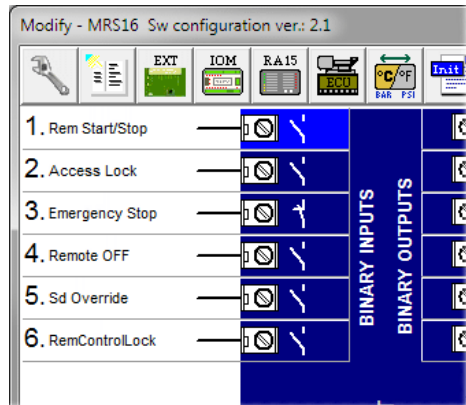 Modify - MRS16 Sw configuration ver.: 2.1
EXT
IOM
RA15
ECU
°C/°F
BAR PSI
Init
1. Rem Start/Stop
2. Access Lock
3. Emergency Stop
4. Remote OFF
5. Sd Override
6. RemControlLock
BINARY INPUTS
BINARY OUTPUTS